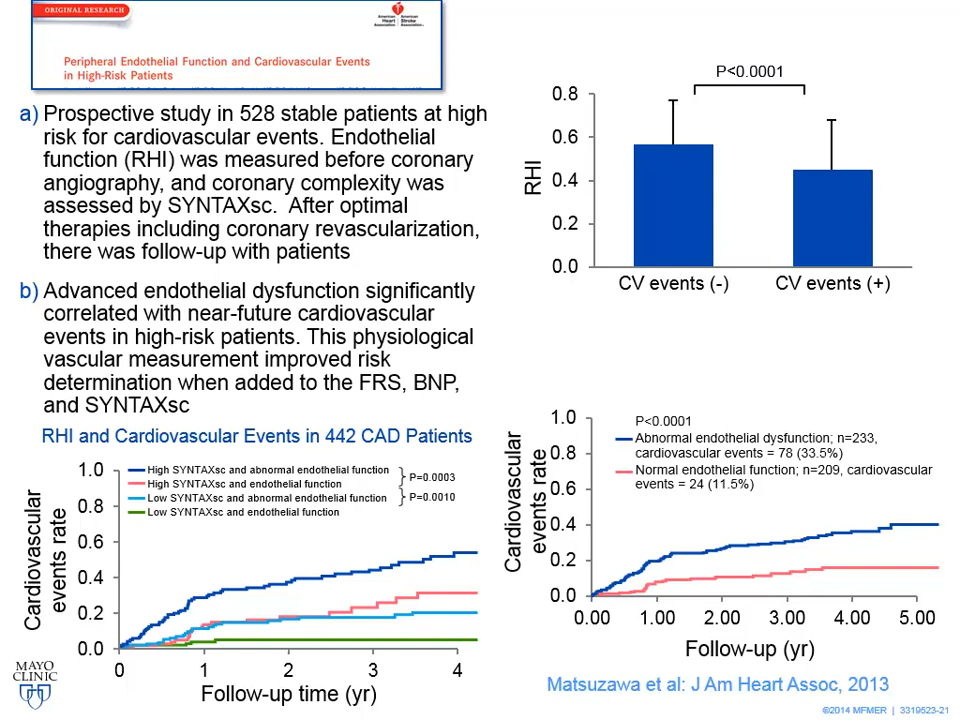 ORIGINAL RESEARCH
American Heart Association
American Stroke Association
Peripheral Endothelial Function and Cardiovascular Events
in High-Risk Patients
a) Prospective study in 528 stable patients at high
risk for cardiovascular events. Endothelial
function (RHI) was measured before coronary
angiography, and coronary complexity was
assessed by SYNTAXsc. After optimal
therapies including coronary revascularization,
there was follow-up with patients
b) Advanced endothelial dysfunction significantly
correlated with near-future cardiovascular
events in high-risk patients. This physiological
vascular measurement improved risk
determination when added to the FRS, BNP,
and SYNTAXsc
P<0.0001
RHI
0.8
0.6
0.4
0.2
0.0
CV events (-)
CV events (+)
RHI and Cardiovascular Events in 442 CAD Patients
Cardiovascular
events rate
1.0
0.8
0.6
0.4
0.2
0.0
High SYNTAXsc and abnormal endothelial function
High SYNTAXsc and endothelial function
Low SYNTAXsc and abnormal endothelial function
Low SYNTAXsc and endothelial function
P=0.0003
P=0.0010
0 1 2 3 4
Follow-up time (yr)
Cardiovascular
events rate
1.0
0.8
0.6
0.4
0.2
0.0
P<0.0001
Abnormal endothelial dysfunction; n=233,
cardiovascular events = 78 (33.5%)
Normal endothelial function; n=209, cardiovascular
events = 24 (11.5%)
0.00 1.00 2.00 3.00 4.00 5.00
Follow-up (yr)
MAYO
CLINIC
Matsuzawa et al: J Am Heart Assoc, 2013
©2014 MFMER | 3319523-21